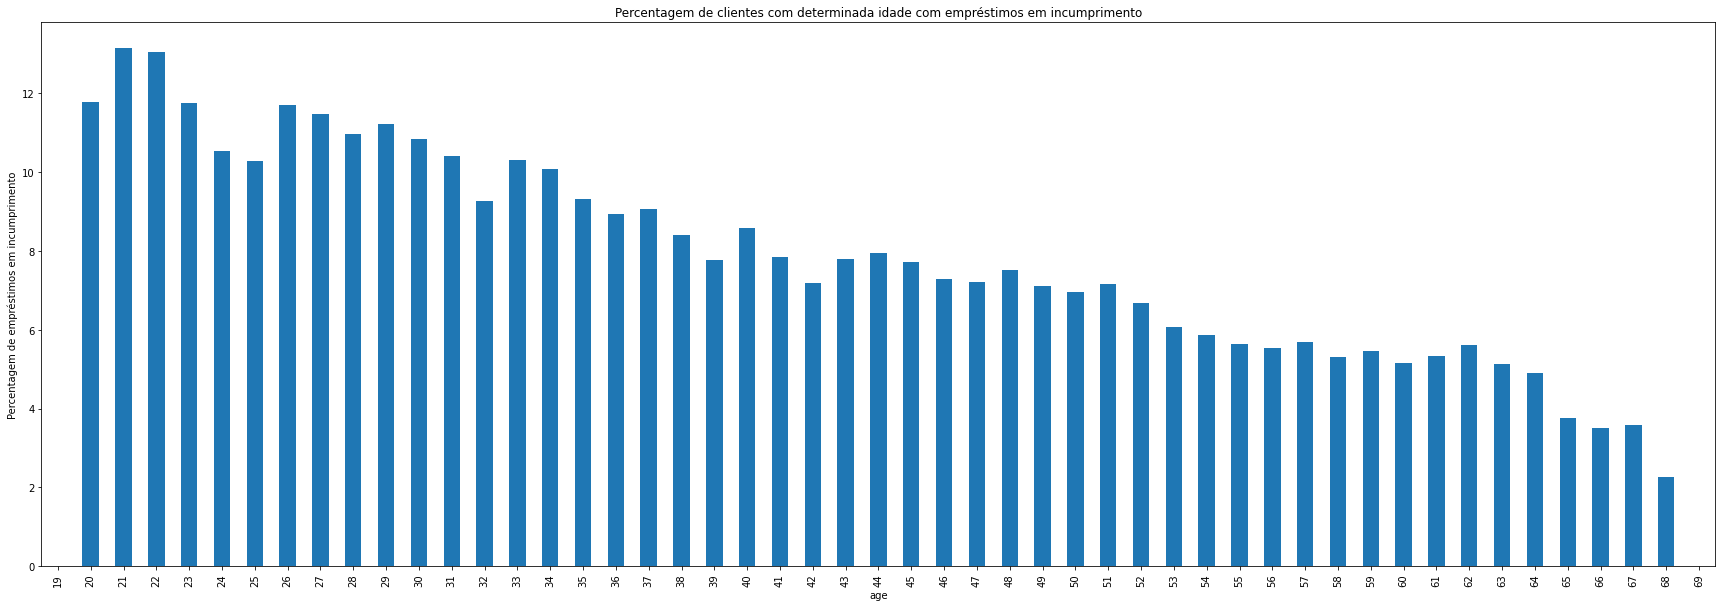 Percentagem de clientes com determinada idade com empréstimos em incumprimento
Percentagem de empréstimos em incumprimento
12
10
8
6
4
2
0
19 20 21 22 23 24 25 26 27 28 29 30 31 32 33 34 35 36 37 38 39 40 41 42 43 44 45 46 47 48 49 50 51 52 53 54 55 56 57 58 59 60 61 62 63 64 65 66 67 68 69
age